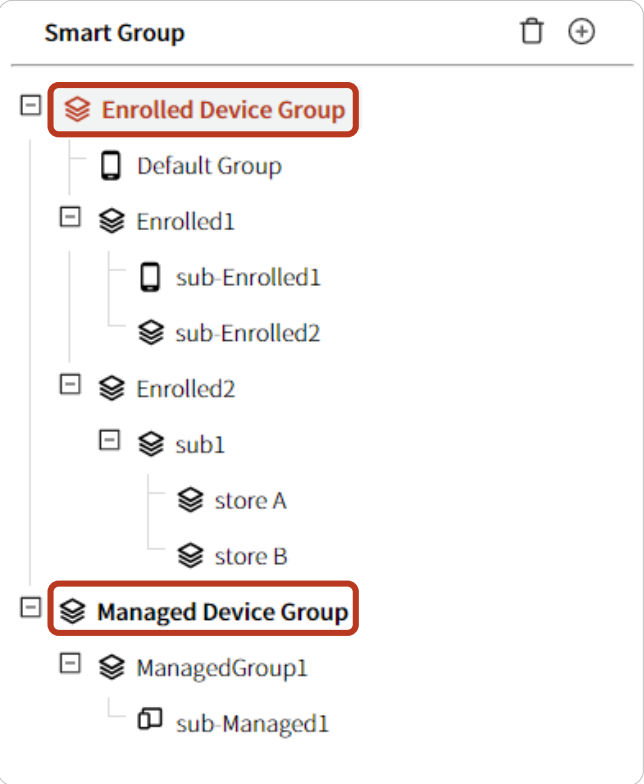 Smart Group
Enrolled Device Group
Default Group
Enrolled1
sub-Enrolled1
sub-Enrolled2
Enrolled2
sub1
store A
store B
Managed Device Group
ManagedGroup1
sub-Managed1